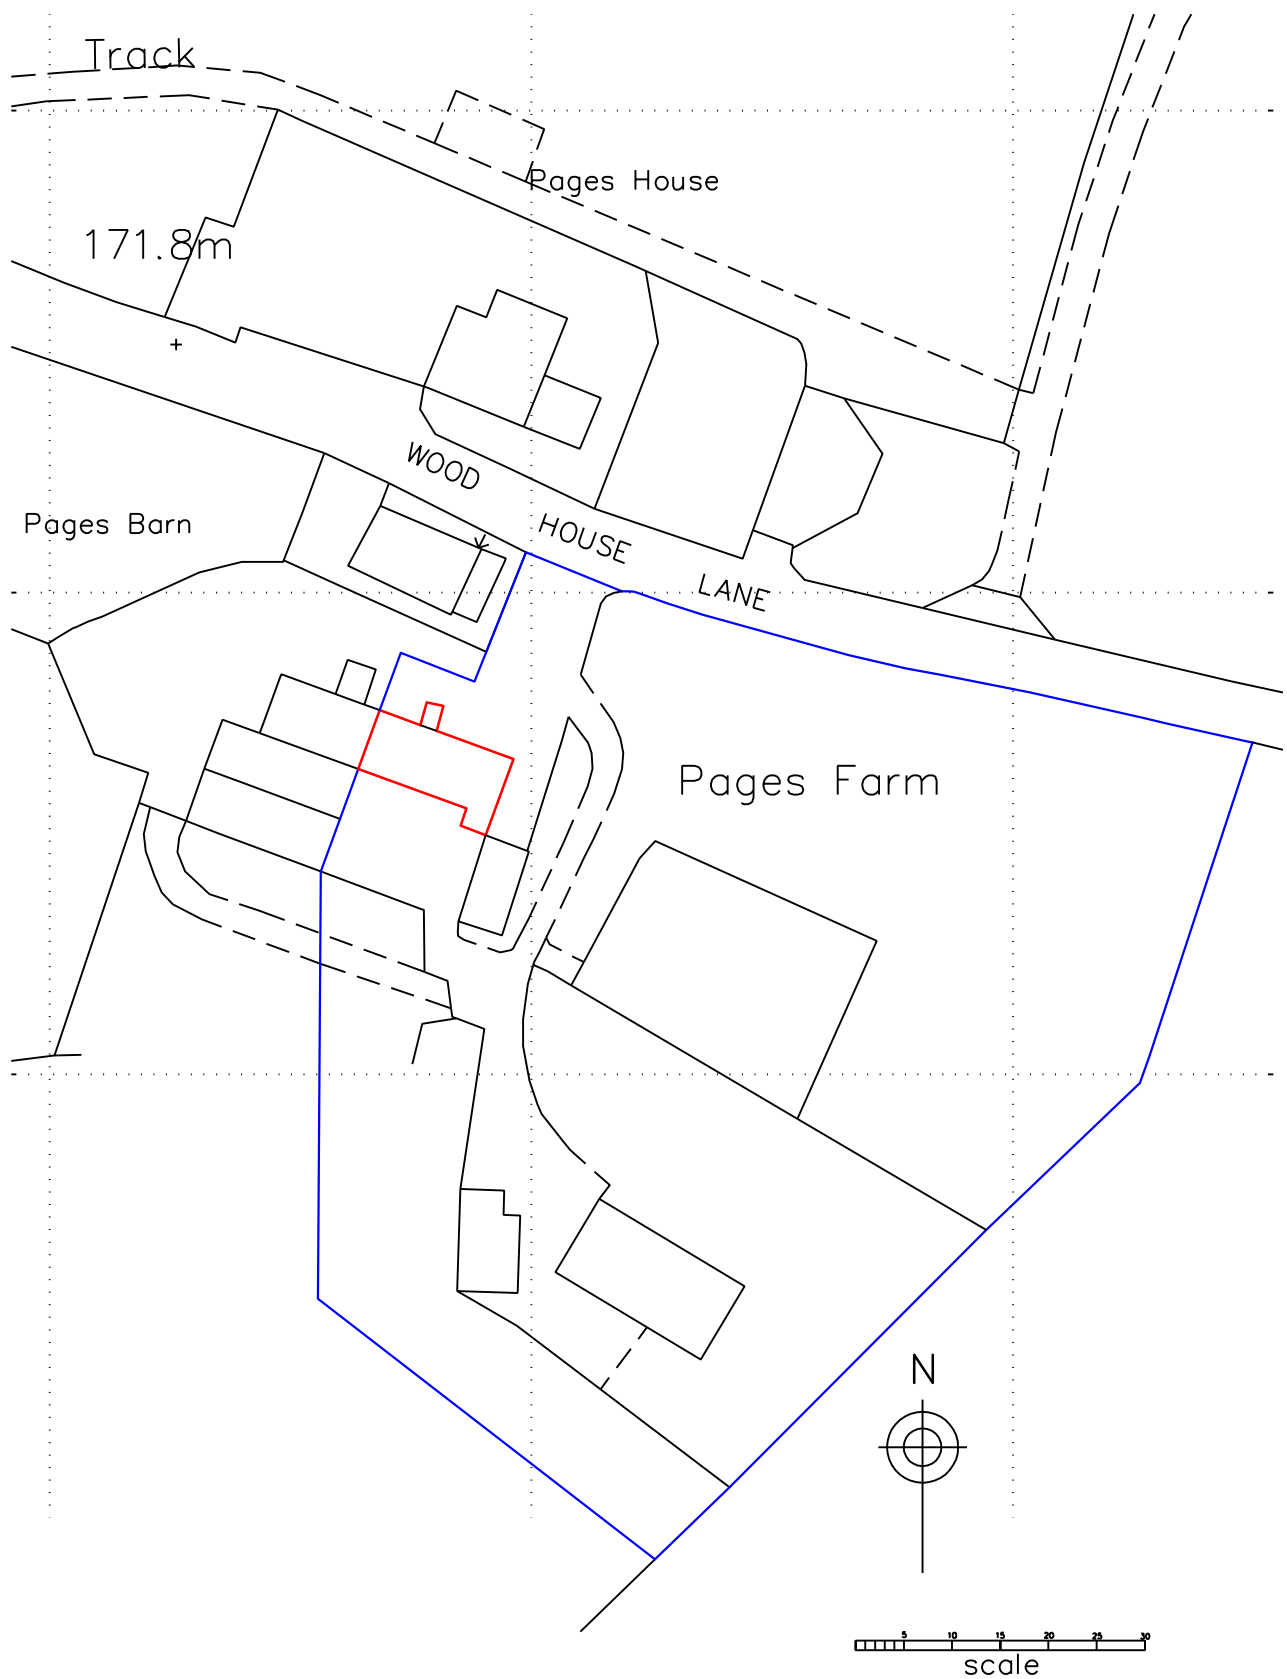 Track
Pages House
171.8m
WOOD HOUSE LANE
Pages Barn
Pages Farm
N
5 10 15 20 25 30
scale